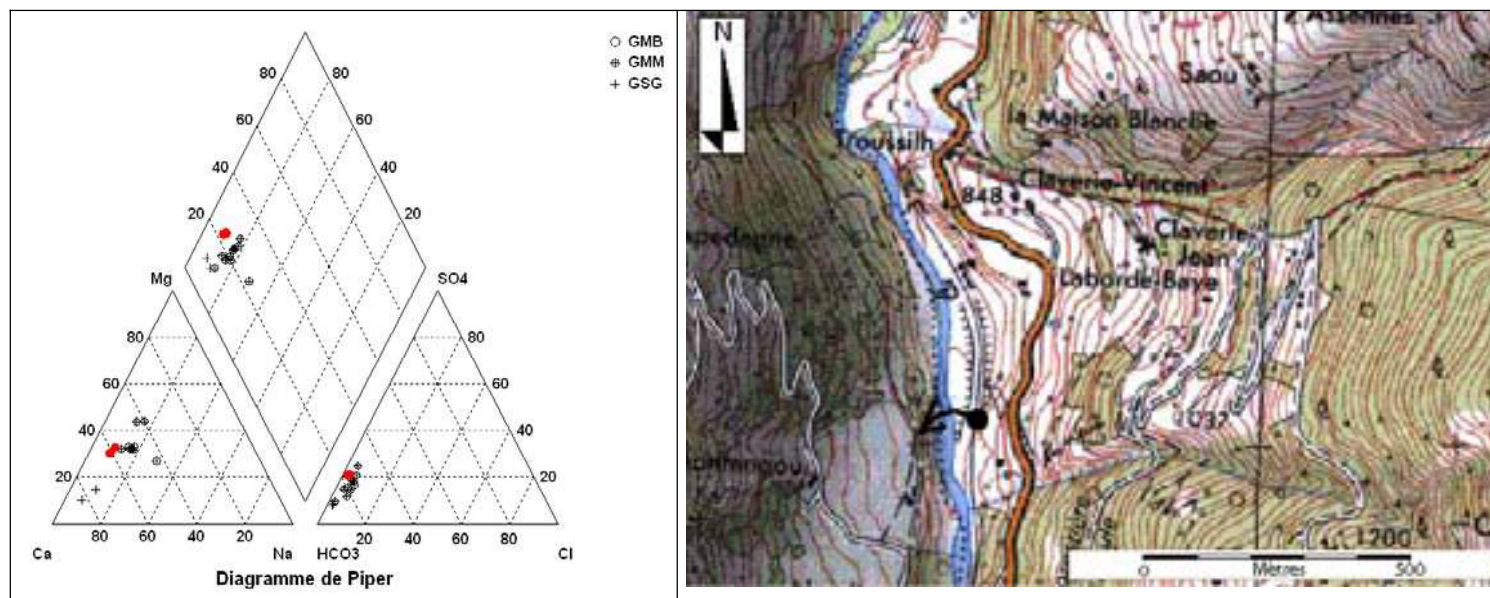 GMB
GMM
GSG
80 80
60 60
40 40
20 20
Mg SO4
80 80
60 60
40 40
20 20
Ca 80 60 40 20 Na HCO3 20 40 60 80 Cl
Diagramme de Piper
N
Saou
la Maison Blanche
Troussilh
Claverie-Vincent
848
Claverie-
Jean
Laborde-Baye
1037
1200
0 Mètres 500